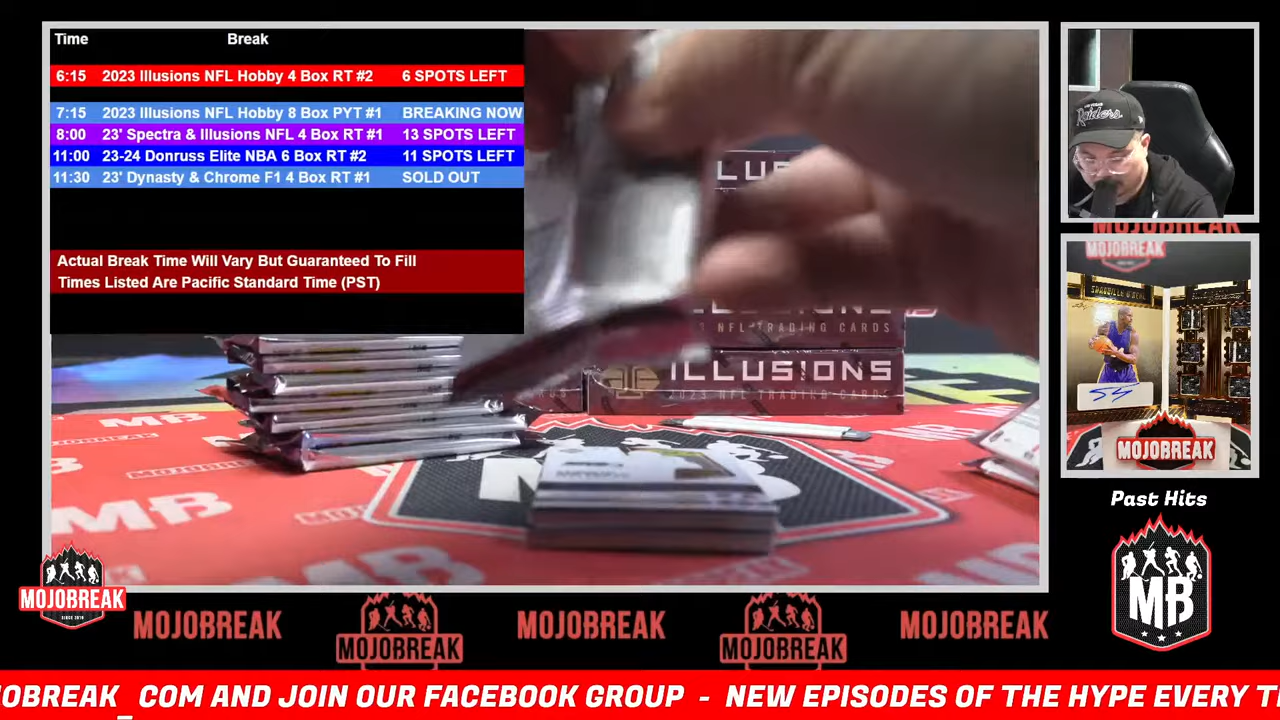 Time Break
6:15 2023 Illusions NFL Hobby 4 Box RT #2 6 SPOTS LEFT
7:15 2023 Illusions NFL Hobby 8 Box PYT #1 BREAKING NOW
8:00 23' Spectra & Illusions NFL 4 Box RT #1 13 SPOTS LEFT
11:00 23-24 Donruss Elite NBA 6 Box RT #2 11 SPOTS LEFT
11:30 23' Dynasty & Chrome F1 4 Box RT #1 SOLD OUT
Actual Break Time Will Vary But Guaranteed To Fill
Times Listed Are Pacific Standard Time (PST)
Raiders
NFL TRADING CARDS
ILLUSIONS
2023 NFL TRADING CARDS
MB
MB
MB
MOJOBREAK
MOJOBREAK
MOJOBREAK
Past Hits
MB
MOJOBREAK
SINCE 2010
MOJOBREAK
MOJOBREAK
MOJOBREAK
MOJOBREAK
MOJOBREAK
OBREAK_COM AND JOIN OUR FACEBOOK GROUP - NEW EPISODES OF THE HYPE EVERY T